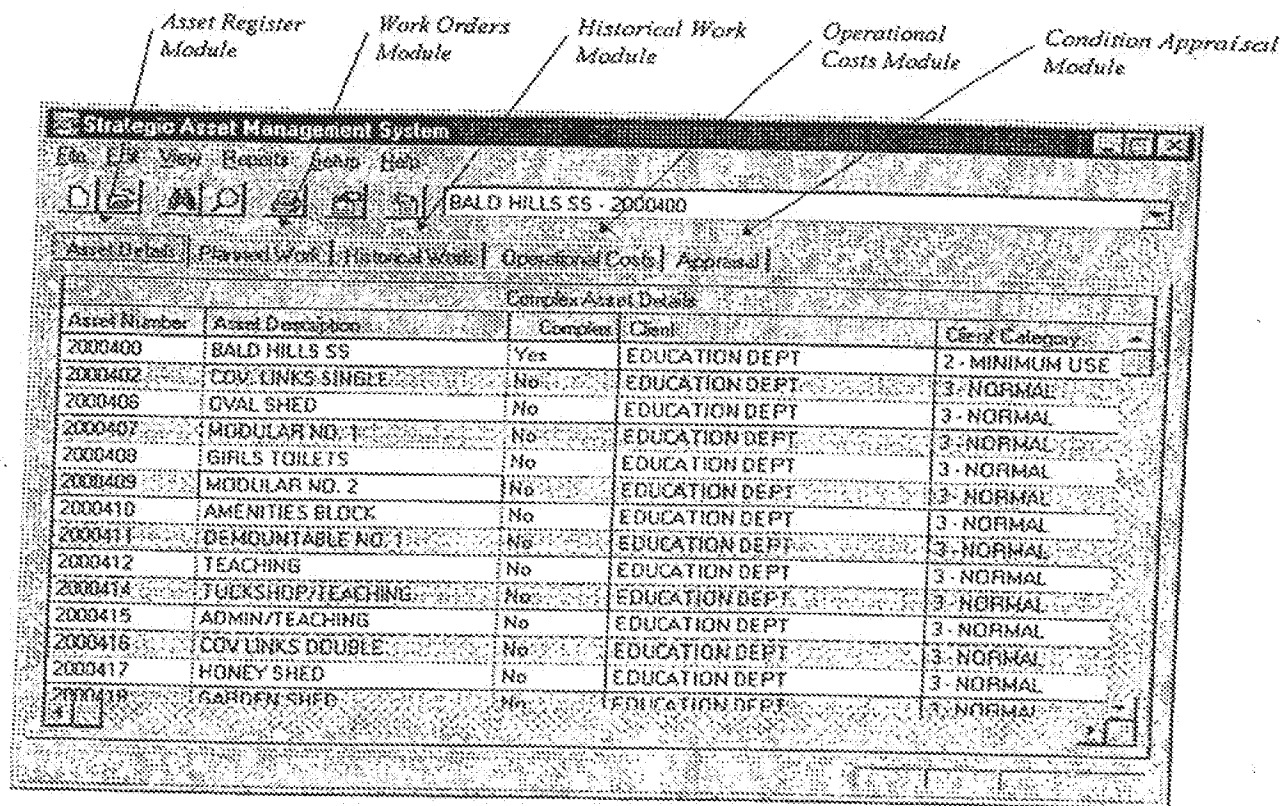 Asset Register Module
Work Orders Module
Historical Work Module
Operational Costs Module
Condition Appraisal Module
Strategic Asset Management System
File Edit View Reports Setup Help
BALD HILLS SS - 2000400
Asset Details Planned Work Historical Work Operational Costs Appraisal
Complex Asset Details
Asset Number Asset Description Complex Client Client Category
2000400 BALD HILLS SS Yes EDUCATION DEPT 2 - MINIMUM USE
2000402 COV. LINKS SINGLE No EDUCATION DEPT 3 - NORMAL
2000406 OVAL SHED No EDUCATION DEPT 3 - NORMAL
2000407 MODULAR NO. 1 No EDUCATION DEPT 3 - NORMAL
2000408 GIRLS TOILETS No EDUCATION DEPT 3 - NORMAL
2000409 MODULAR NO. 2 No EDUCATION DEPT 3 - NORMAL
2000410 AMENITIES BLOCK No EDUCATION DEPT 3 - NORMAL
2000411 DEMOUNTABLE NO. 1 No EDUCATION DEPT 3 - NORMAL
2000412 TEACHING No EDUCATION DEPT 3 - NORMAL
2000414 TUCKSHOP/TEACHING No EDUCATION DEPT 3 - NORMAL
2000415 ADMIN/TEACHING No EDUCATION DEPT 3 - NORMAL
2000416 COV LINKS DOUBLE No EDUCATION DEPT 3 - NORMAL
2000417 HONEY SHED No EDUCATION DEPT 3 - NORMAL
2000418 GARDEN SHED No EDUCATION DEPT 3 - NORMAL